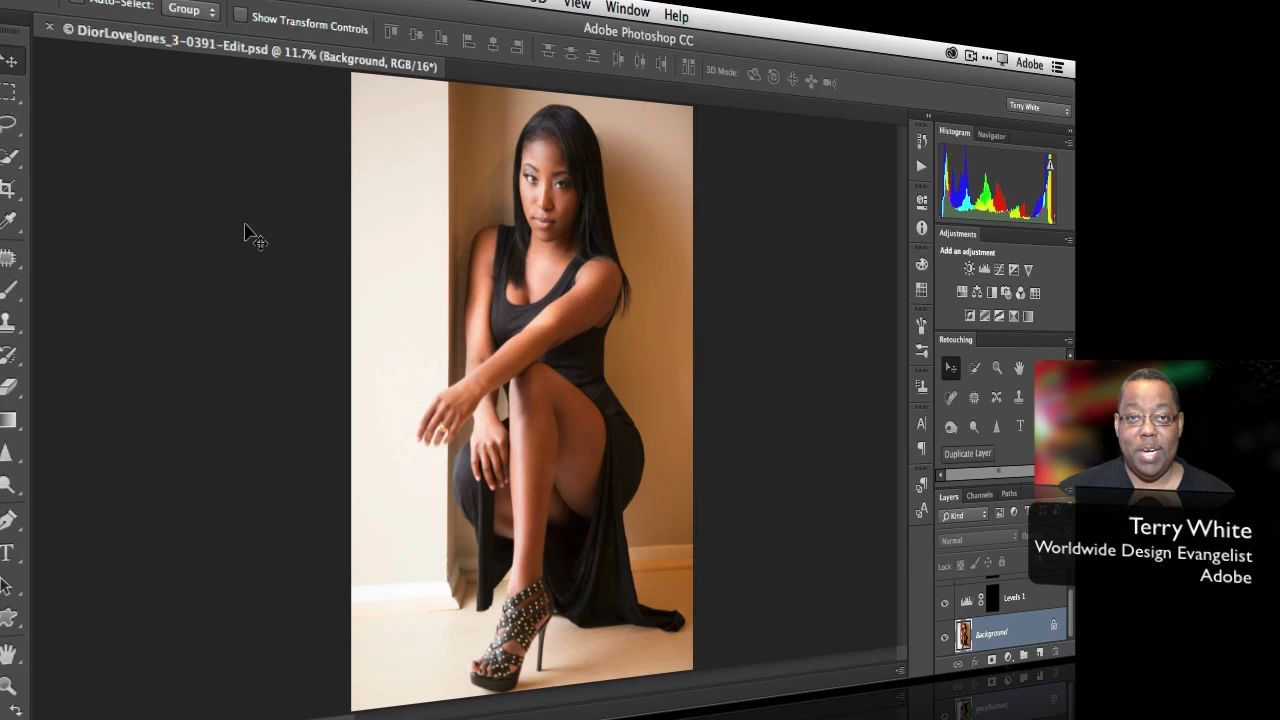 View
Window
Help
Auto-Select:
Group
Show Transform Controls
Adobe Photoshop CC
Adobe
3D Mode:
Terry White
× © DiorLoveJones_3-0391-Edit.psd @ 11.7% (Background, RGB/16*)
Histogram
Navigator
Adjustments
Add an adjustment
Retouching
T
Duplicate Layer
Layers
Channels
Paths
Kind
Normal
Lock:
Levels 1
Background
fx
Terry White
Worldwide Design Evangelist
Adobe